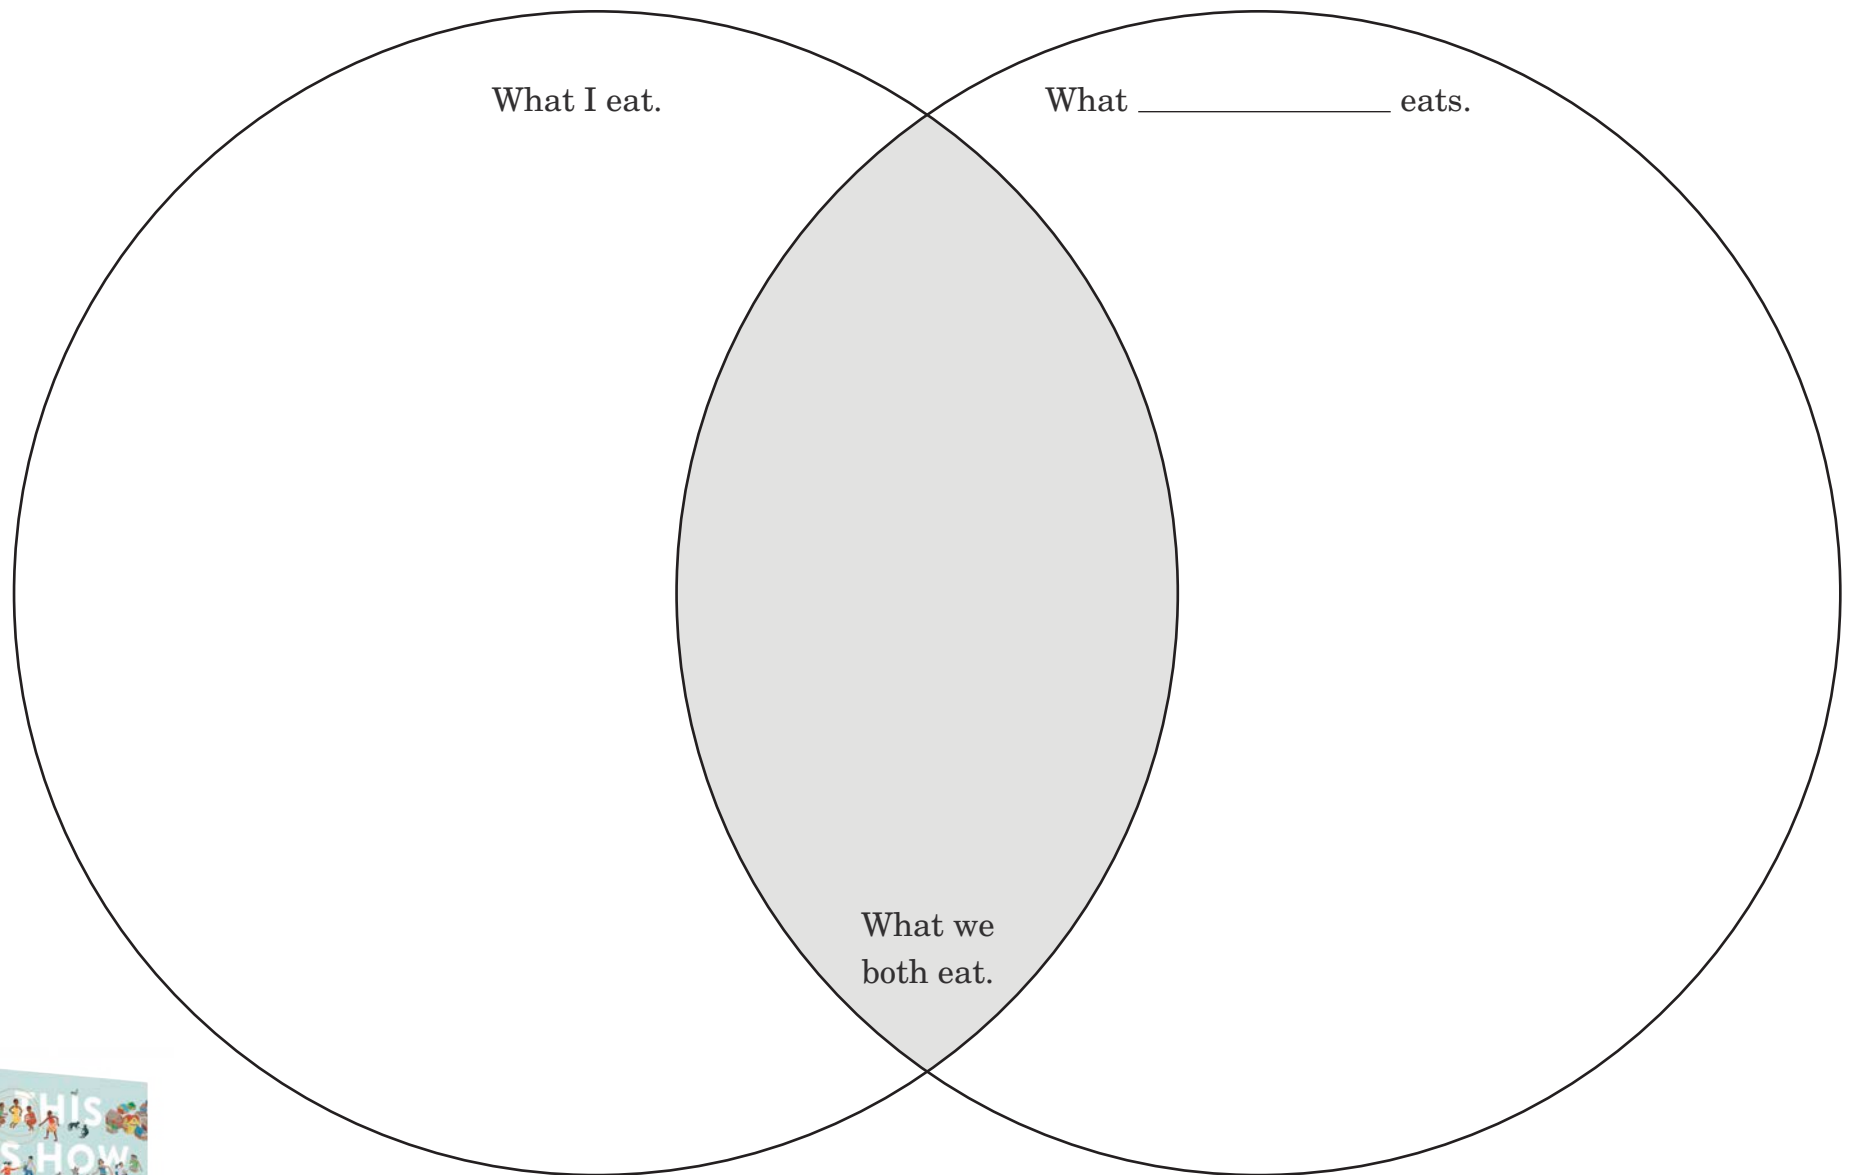 What I eat.
What ______________ eats.
What we
both eat.
THIS
S HOW